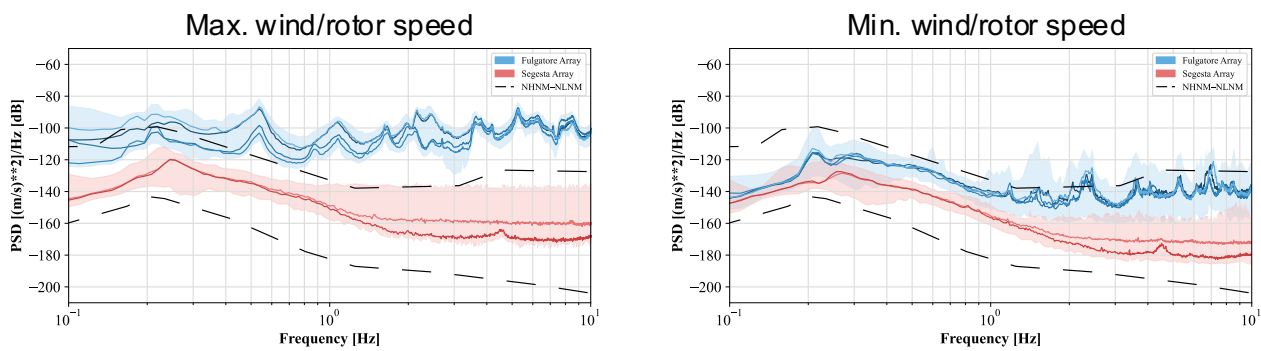 Max. wind/rotor speed
−60
−80
−100
−120
−140
−160
−180
−200
PSD [(m/s)**2]/Hz [dB]
Fulgatore Array
Segesta Array
NHNM−NLNM
10⁻¹
10⁰
10¹
Frequency [Hz]
Min. wind/rotor speed
−60
−80
−100
−120
−140
−160
−180
−200
PSD [(m/s)**2]/Hz [dB]
Fulgatore Array
Segesta Array
NHNM−NLNM
10⁻¹
10⁰
10¹
Frequency [Hz]